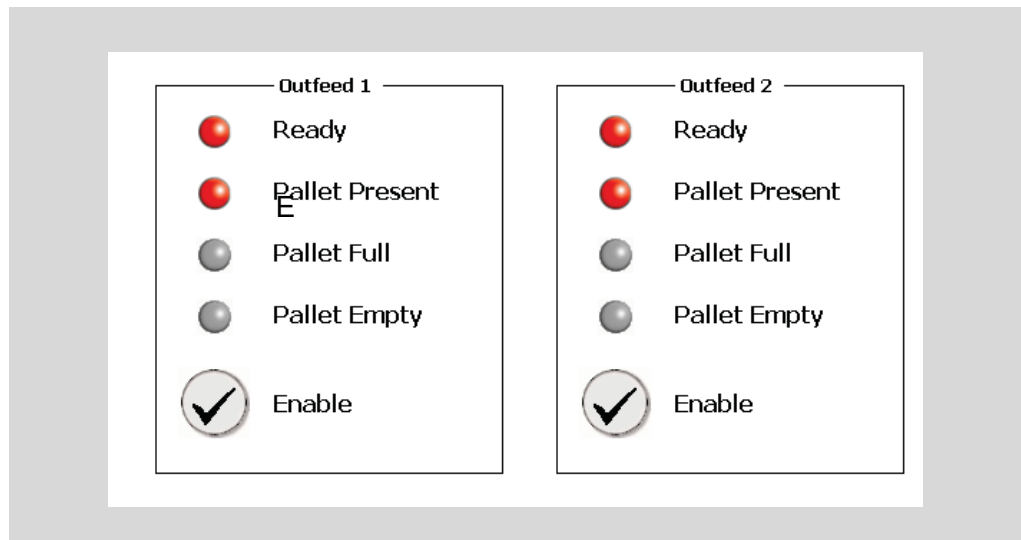 Outfeed 1
Ready
Pallet Present
E
Pallet Full
Pallet Empty
Enable
Outfeed 2
Ready
Pallet Present
Pallet Full
Pallet Empty
Enable